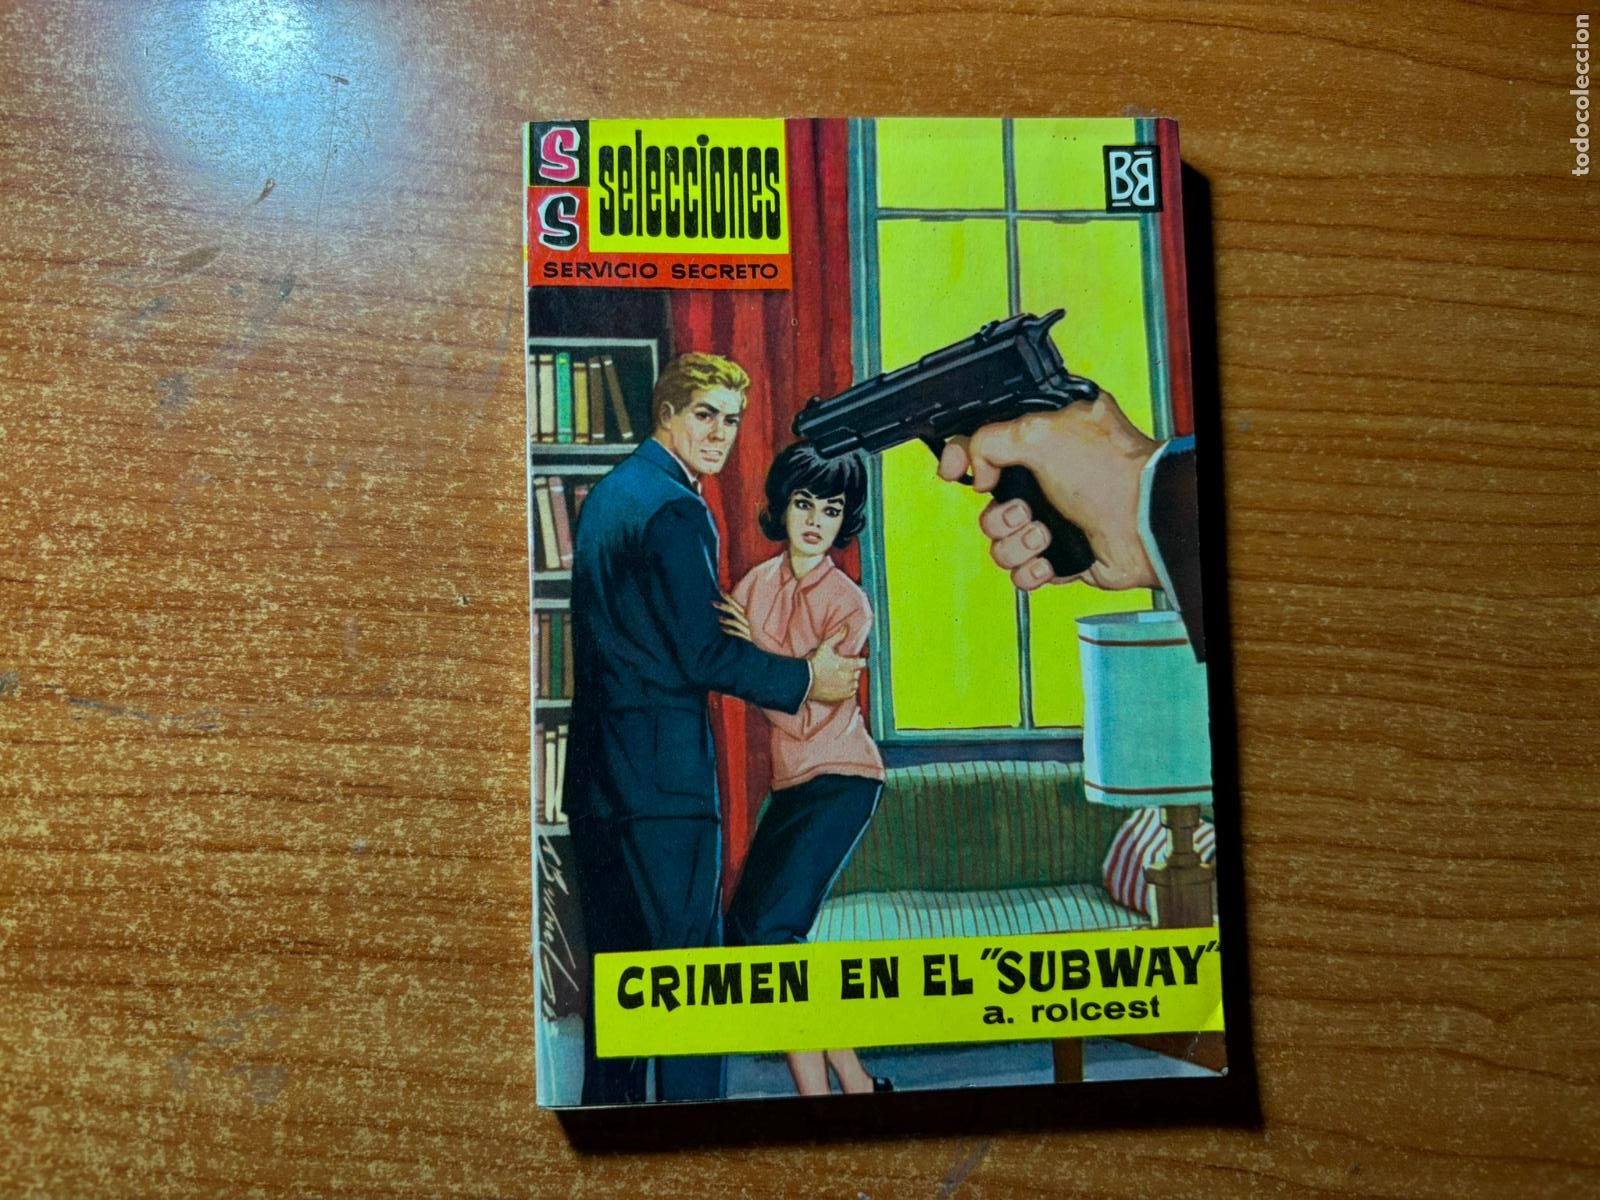 S
S
selecciones
SERVICIO SECRETO
BB
CRIMEN EN EL "SUBWAY"
a. rolcest
todocoleccion